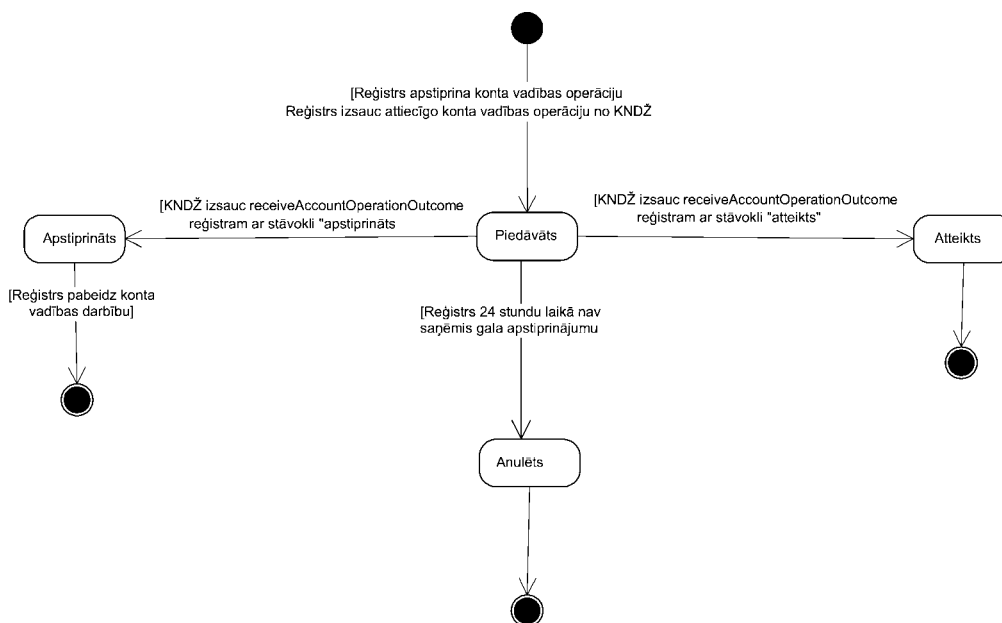 [Reģistrs apstiprina konta vadības operāciju
Reģistrs izsauc attiecīgo konta vadības operāciju no KNDŽ
[KNDŽ izsauc receiveAccountOperationOutcome
reģistram ar stāvokli "apstiprināts
[KNDŽ izsauc receiveAccountOperationOutcome
reģistram ar stāvokli "atteikts"
Apstiprināts
Piedāvāts
Atteikts
[Reģistrs pabeidz konta
vadības darbību]
[Reģistrs 24 stundu laikā nav
saņēmis gala apstiprinājumu
Anulēts